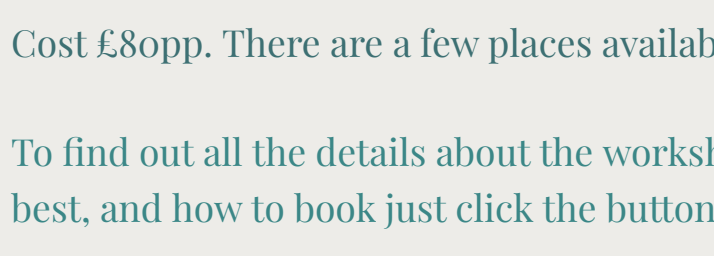 Cost £80pp. There are a few places availab
To find out all the details about the worksh
best, and how to book just click the button